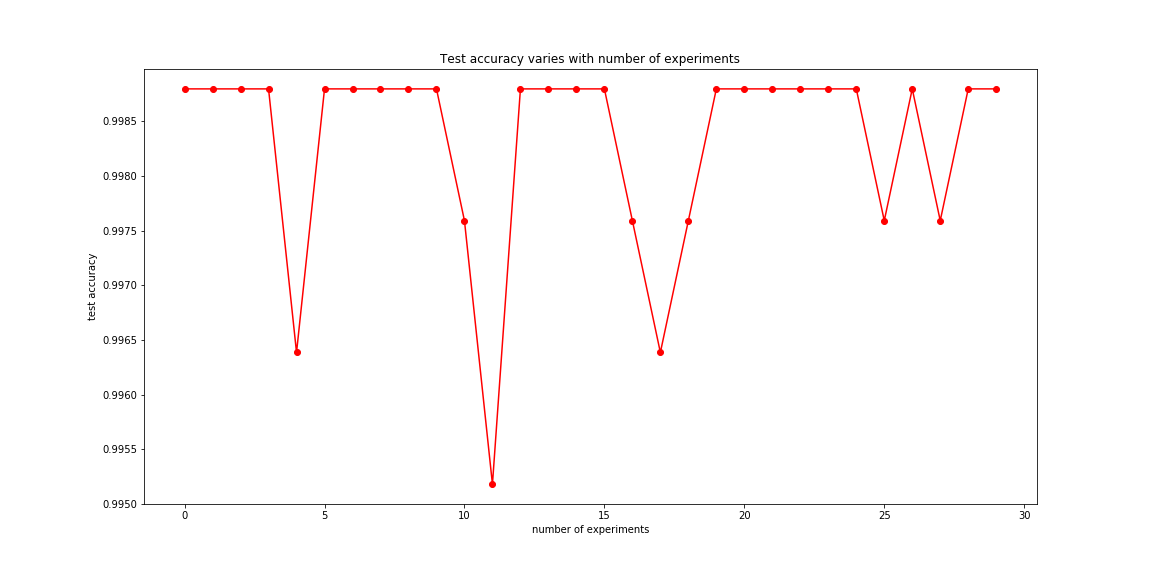 Test accuracy varies with number of experiments
0.9985
0.9980
0.9975
0.9970
0.9965
0.9960
0.9955
0.9950
test accuracy
0 5 10 15 20 25 30
number of experiments